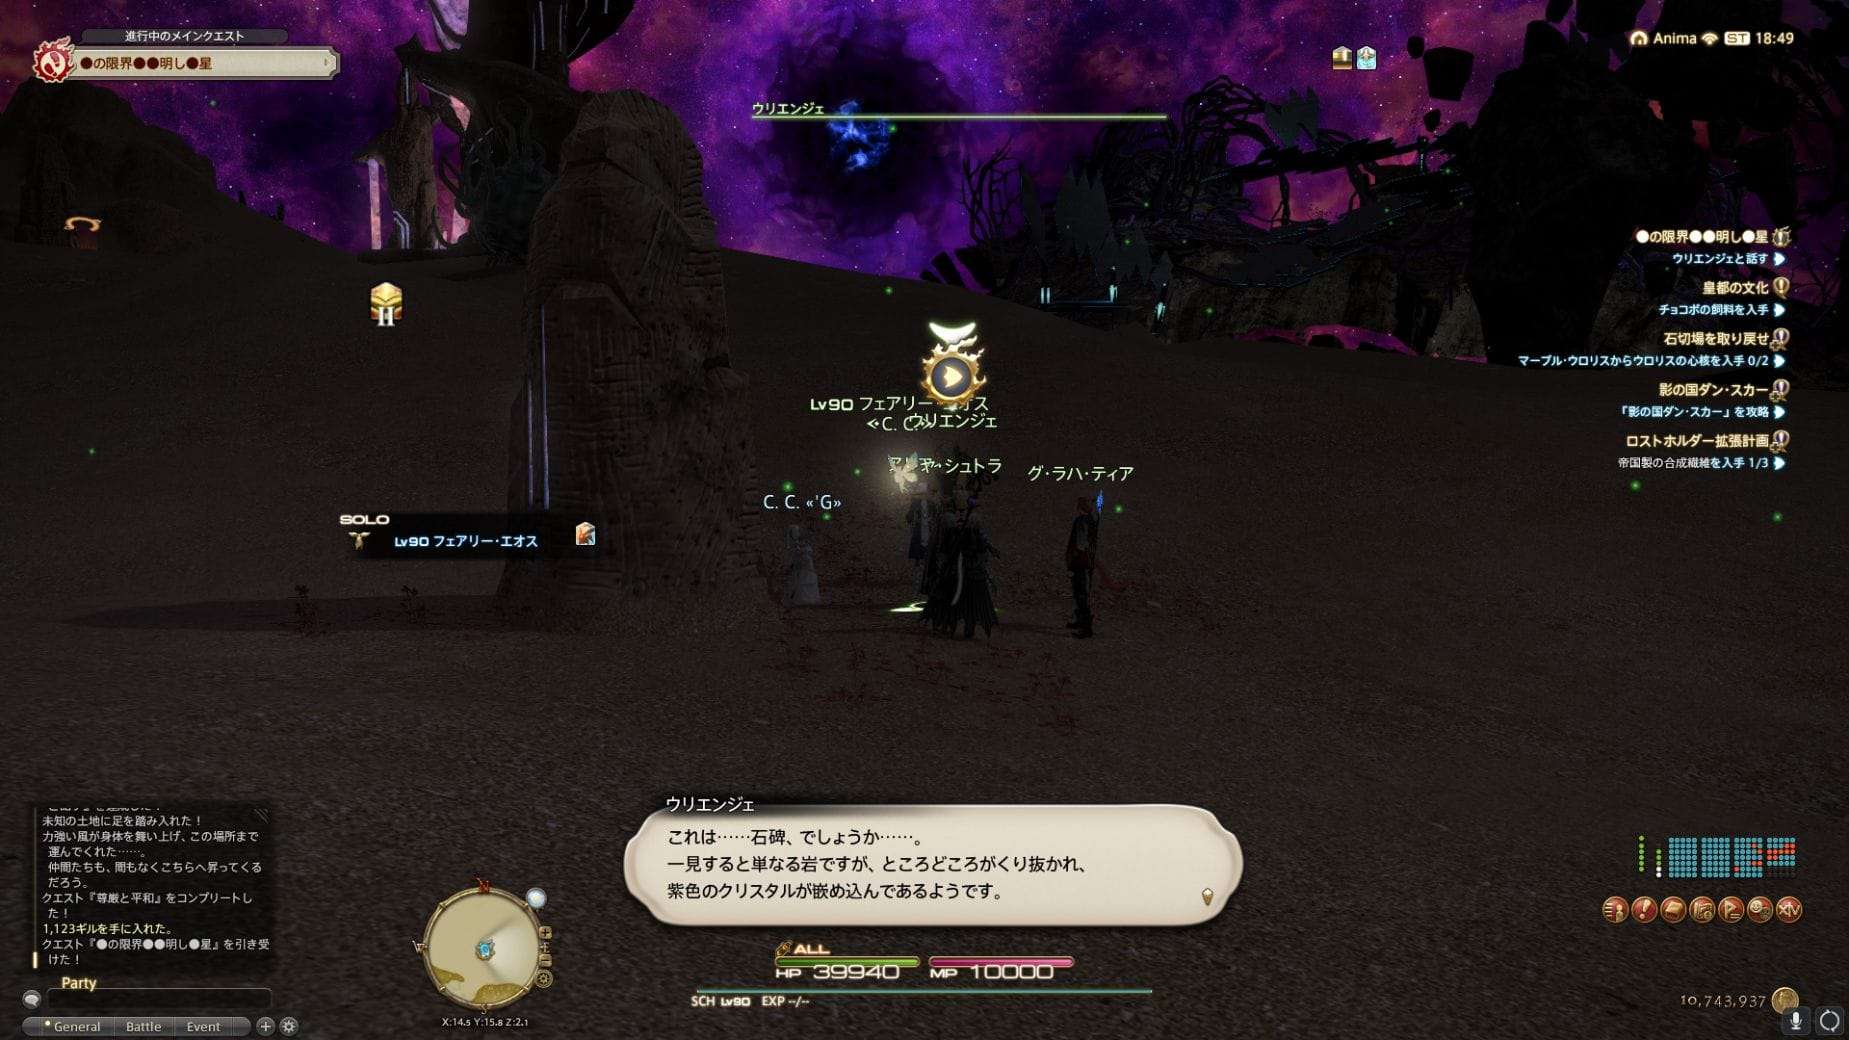 進行中のメインクエスト
●の限界●●明し●星
Anima ST 18:49
ウリエンジェ
●の限界●●明し●星
ウリエンジェと話す
皇都の文化
チョコボの飼料を入手
石切場を取り戻せ
マーブル・ウロリスからウロリスの心核を入手 0/2
影の国ダン・スカー
「影の国ダン・スカー」を攻略
ロストホルダー拡張計画
帝国製の合成繊維を入手 1/3
H
Lv90 フェアリー・エオス
«C. C.»
ウリエンジェ
シュトラ
グ・ラハ・ティア
C. C. «'G»
SOLO
Lv90 フェアリー・エオス
ウリエンジェ
これは……石碑、でしょうか……。
一見すると単なる岩ですが、ところどころがくり抜かれ、
紫色のクリスタルが嵌め込んであるようです。
未知の土地に足を踏み入れた！
力強い風が身体を舞い上げ、この場所まで
運んでくれた……。
仲間たちも、間もなくこちらへ昇ってくる
だろう。
クエスト『尊厳と平和』をコンプリートし
た！
1,123ギルを手に入れた。
クエスト『●の限界●●明し●星』を引き受
けた！
Party
General Battle Event
N
W
S
X:14.5 Y:15.8 Z:2.1
ALL
HP 39940 MP 10000
SCH Lv90 EXP --/--
XIV
10,743,937